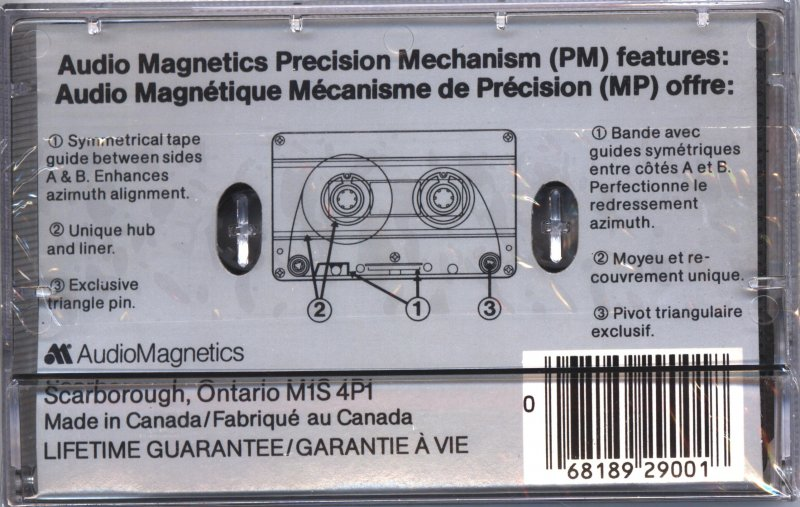 Audio Magnetics Precision Mechanism (PM) features:
Audio Magnétique Mécanisme de Précision (MP) offre:
① Symmetrical tape
guide between sides
A & B. Enhances
azimuth alignment.
② Unique hub
and liner.
③ Exclusive
triangle pin.
② ① ③
① Bande avec
guides symétriques
entre côtés A et B.
Perfectionne le
redressement
azimuth.
② Moyeu et re-
couvrement unique.
③ Pivot triangulaire
exclusif.
AudioMagnetics
Scarborough, Ontario M1S 4P1
Made in Canada/Fabriqué au Canada
LIFETIME GUARANTEE/GARANTIE À VIE
0 68189 29001